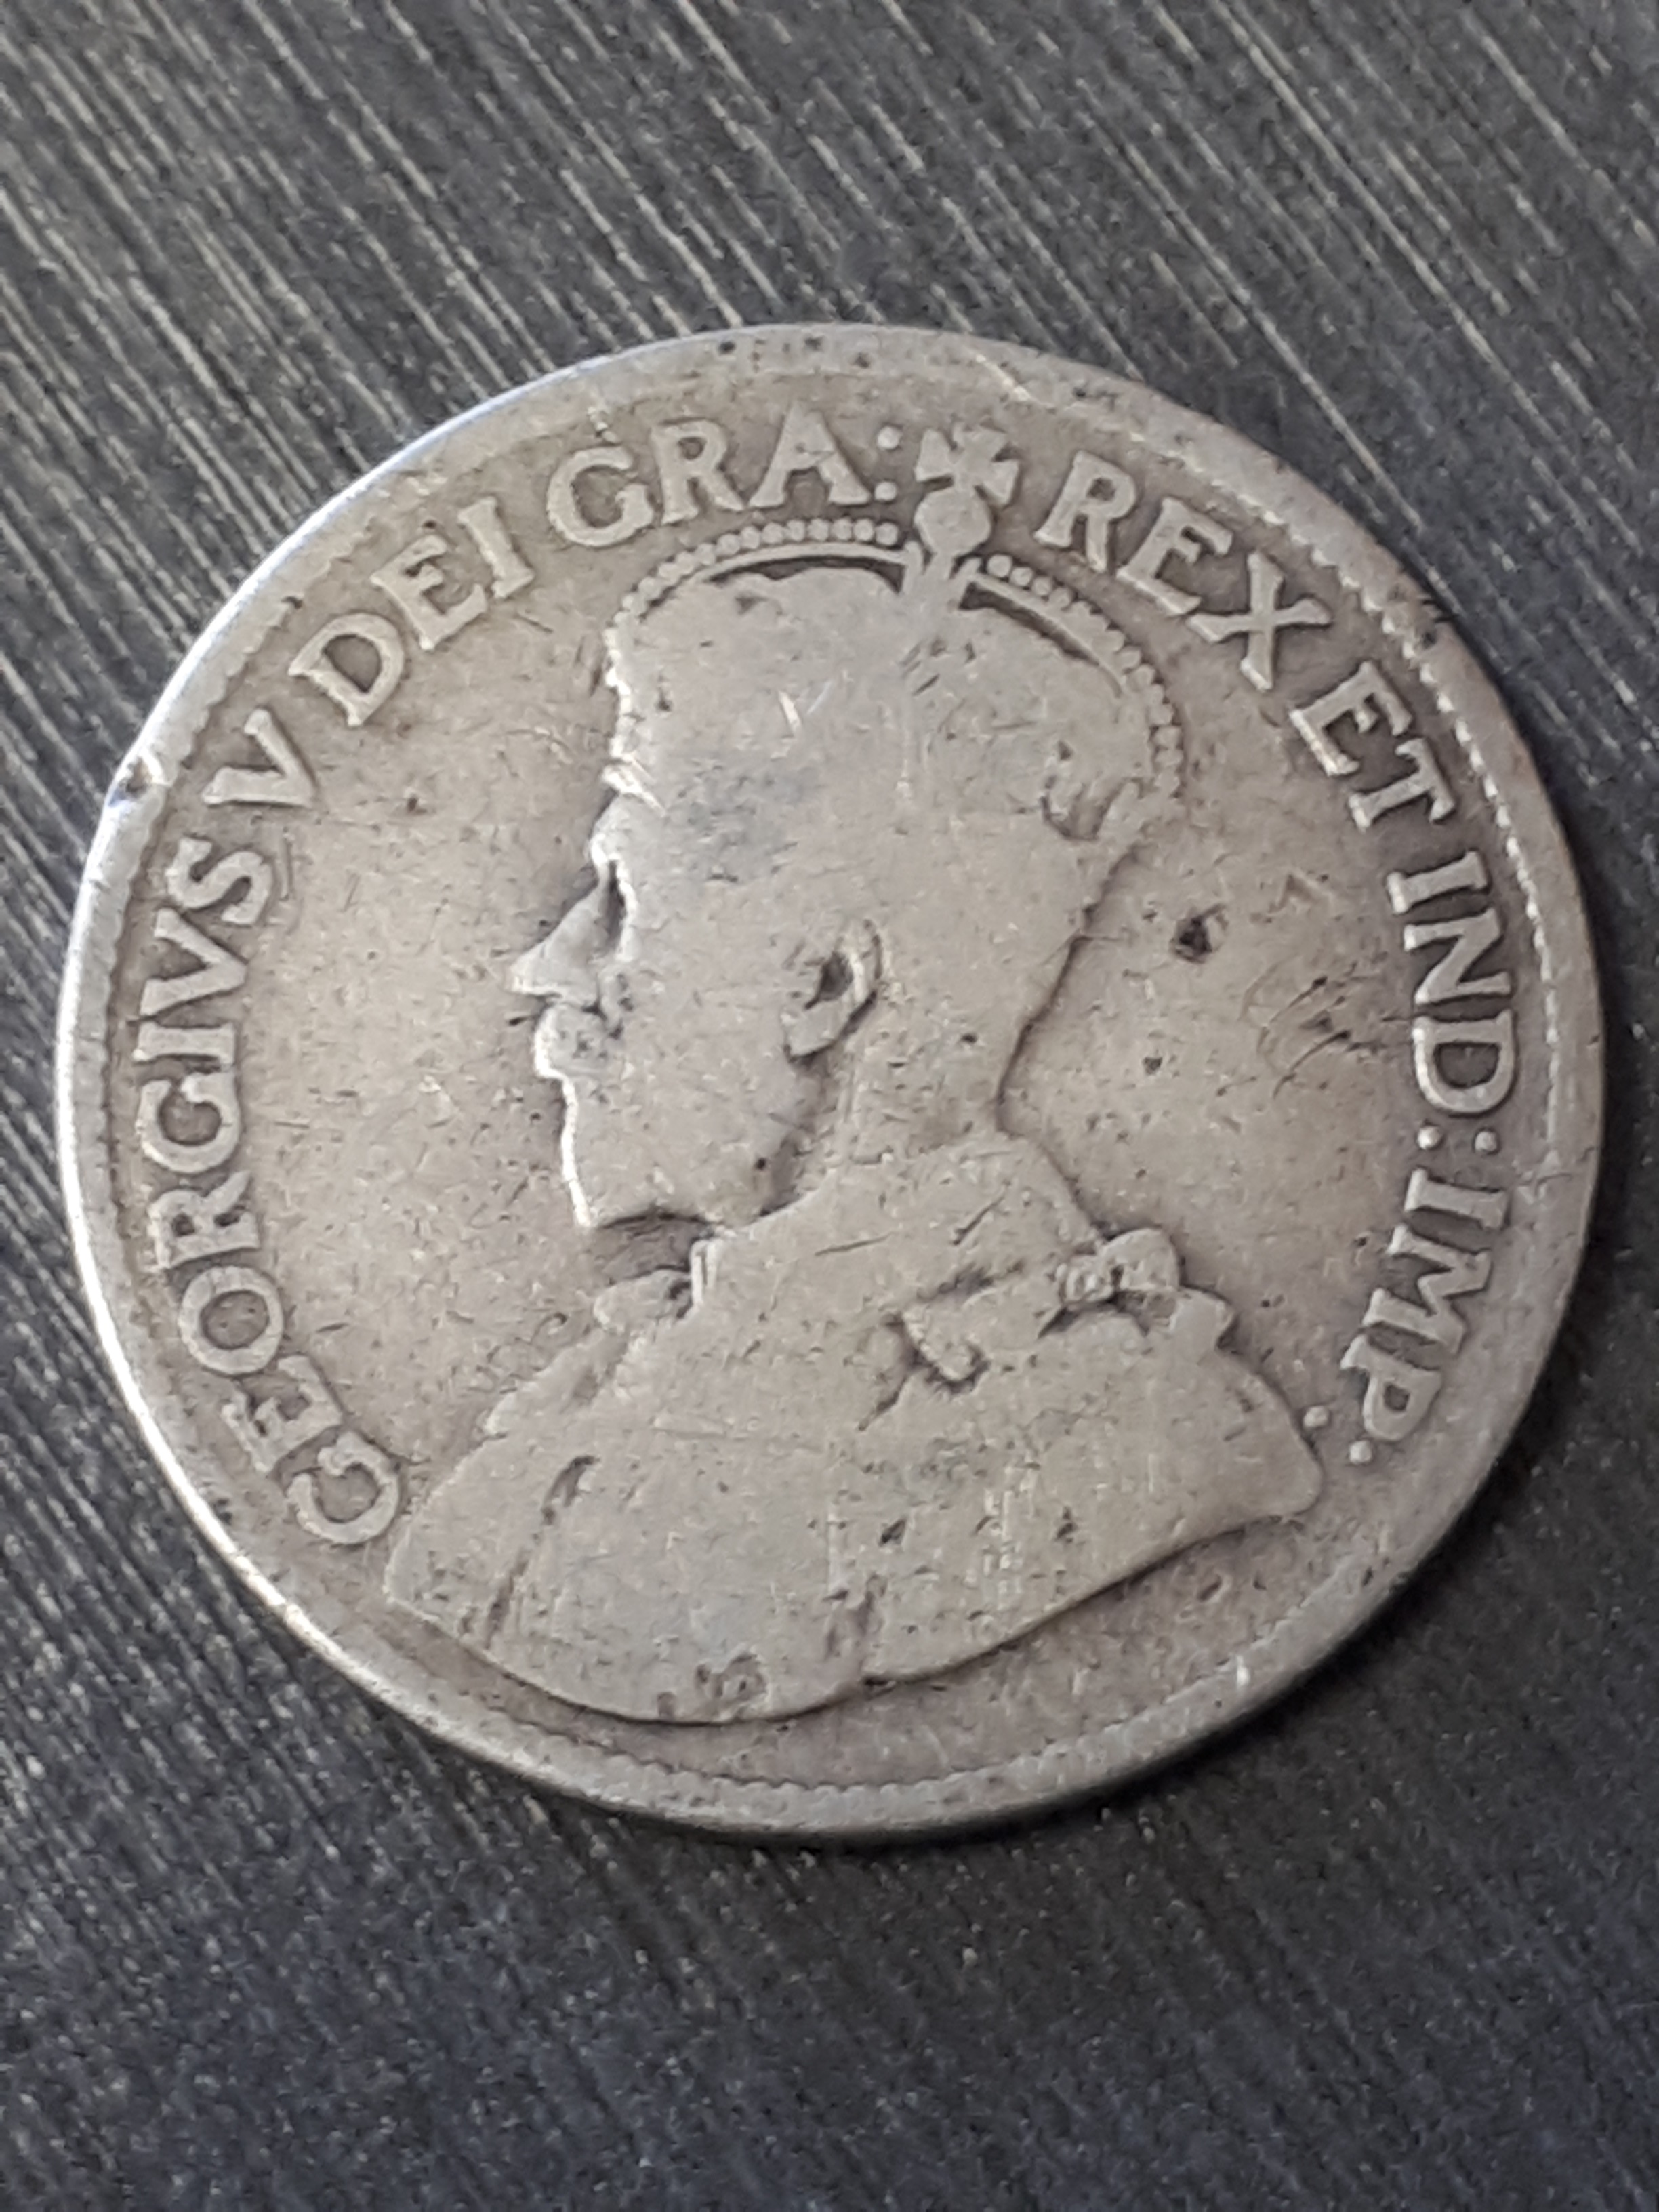 GEORGIVS V DEI GRA: REX ET IND: IMP: